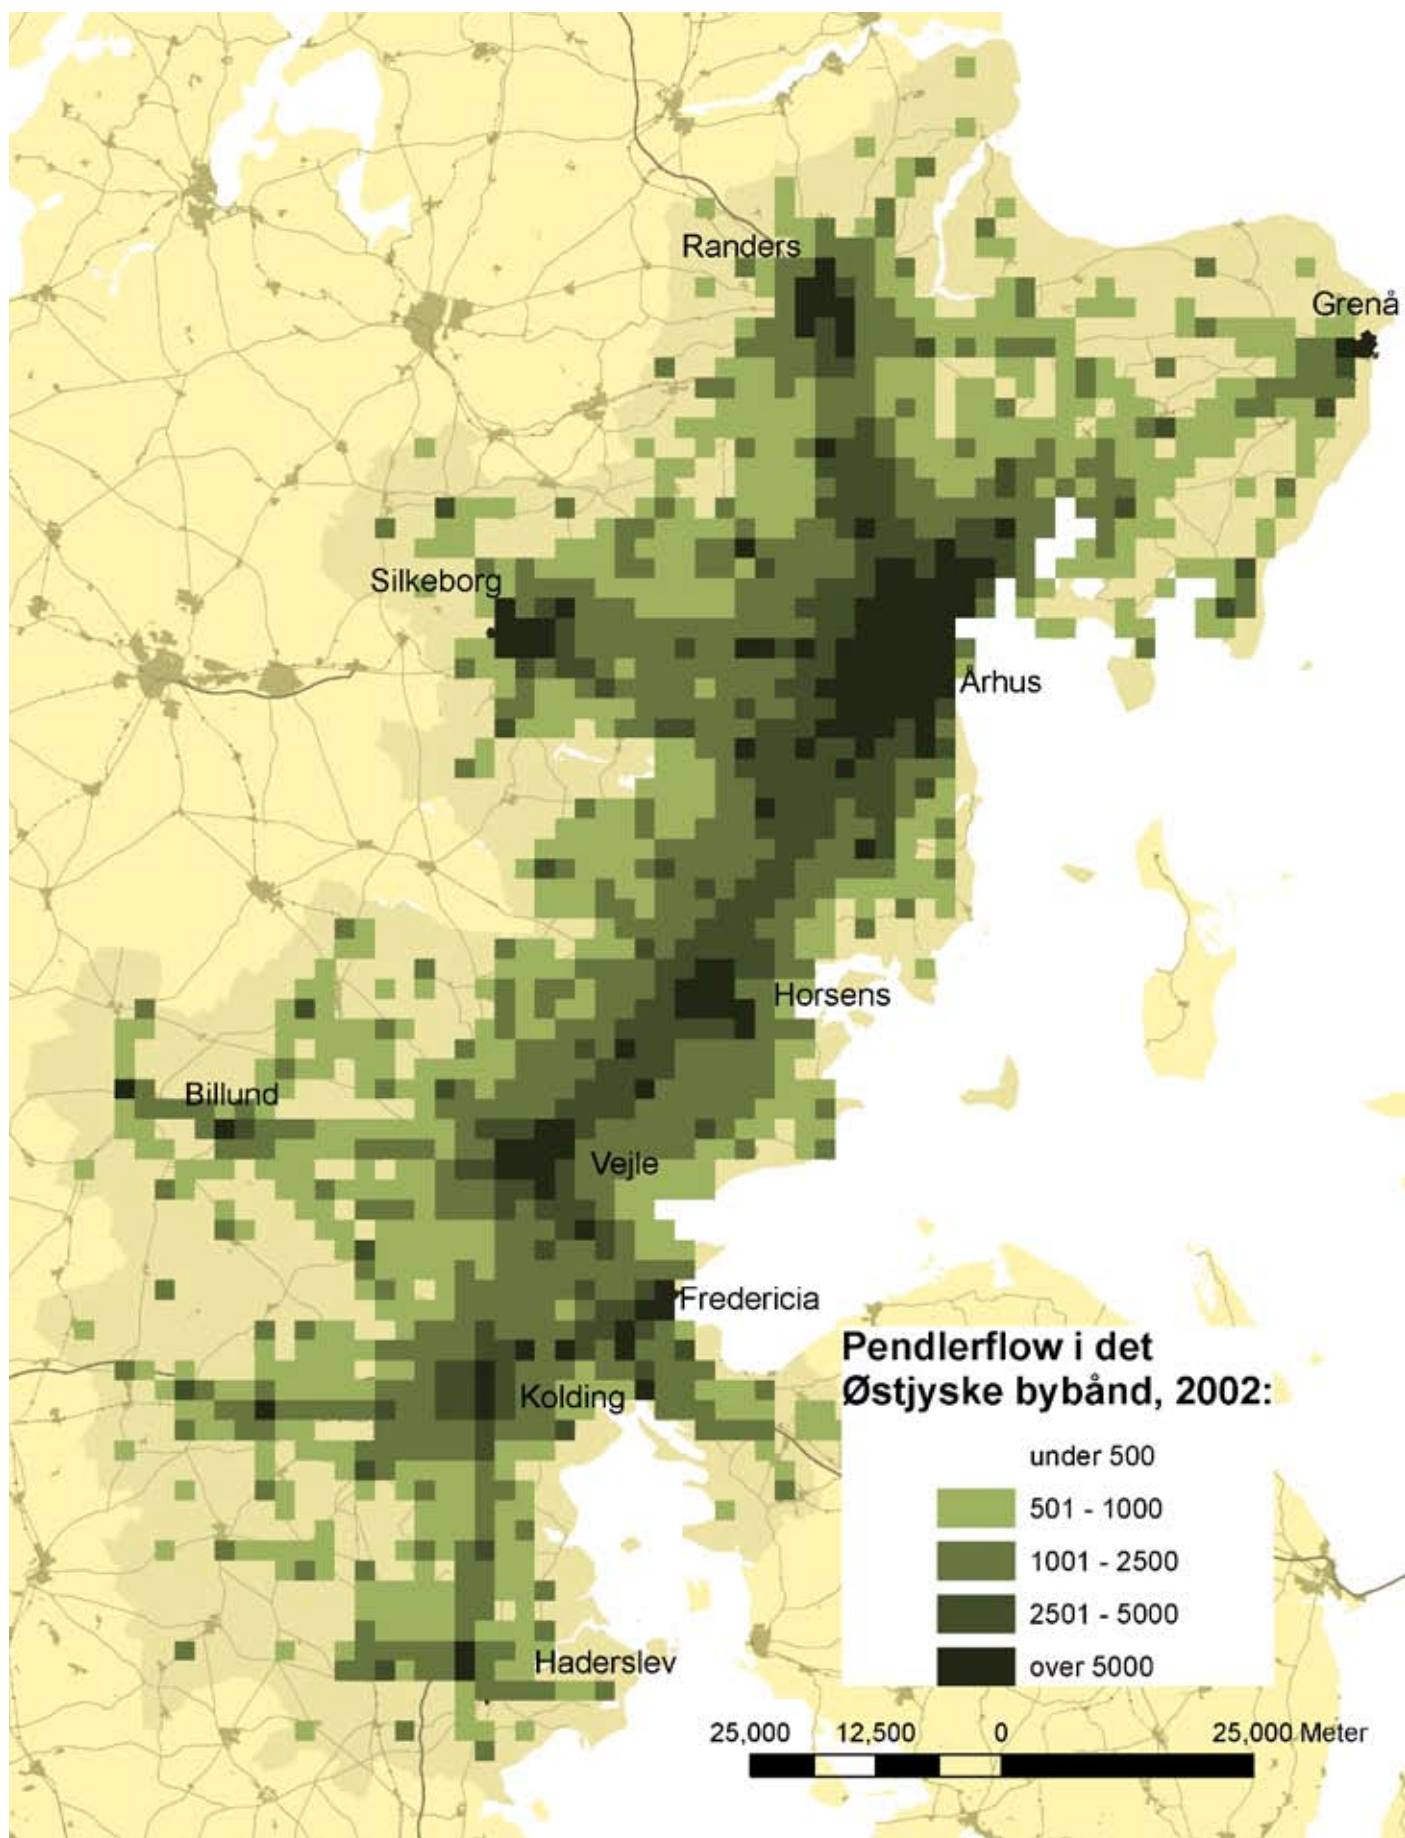 Randers
Grenå
Silkeborg
Århus
Horsens
Billund
Vejle
Fredericia
Kolding
Haderslev
Pendlerflow i det
Østjyske bybånd, 2002:
under 500
501 - 1000
1001 - 2500
2501 - 5000
over 5000
25,000 12,500 0 25,000 Meter